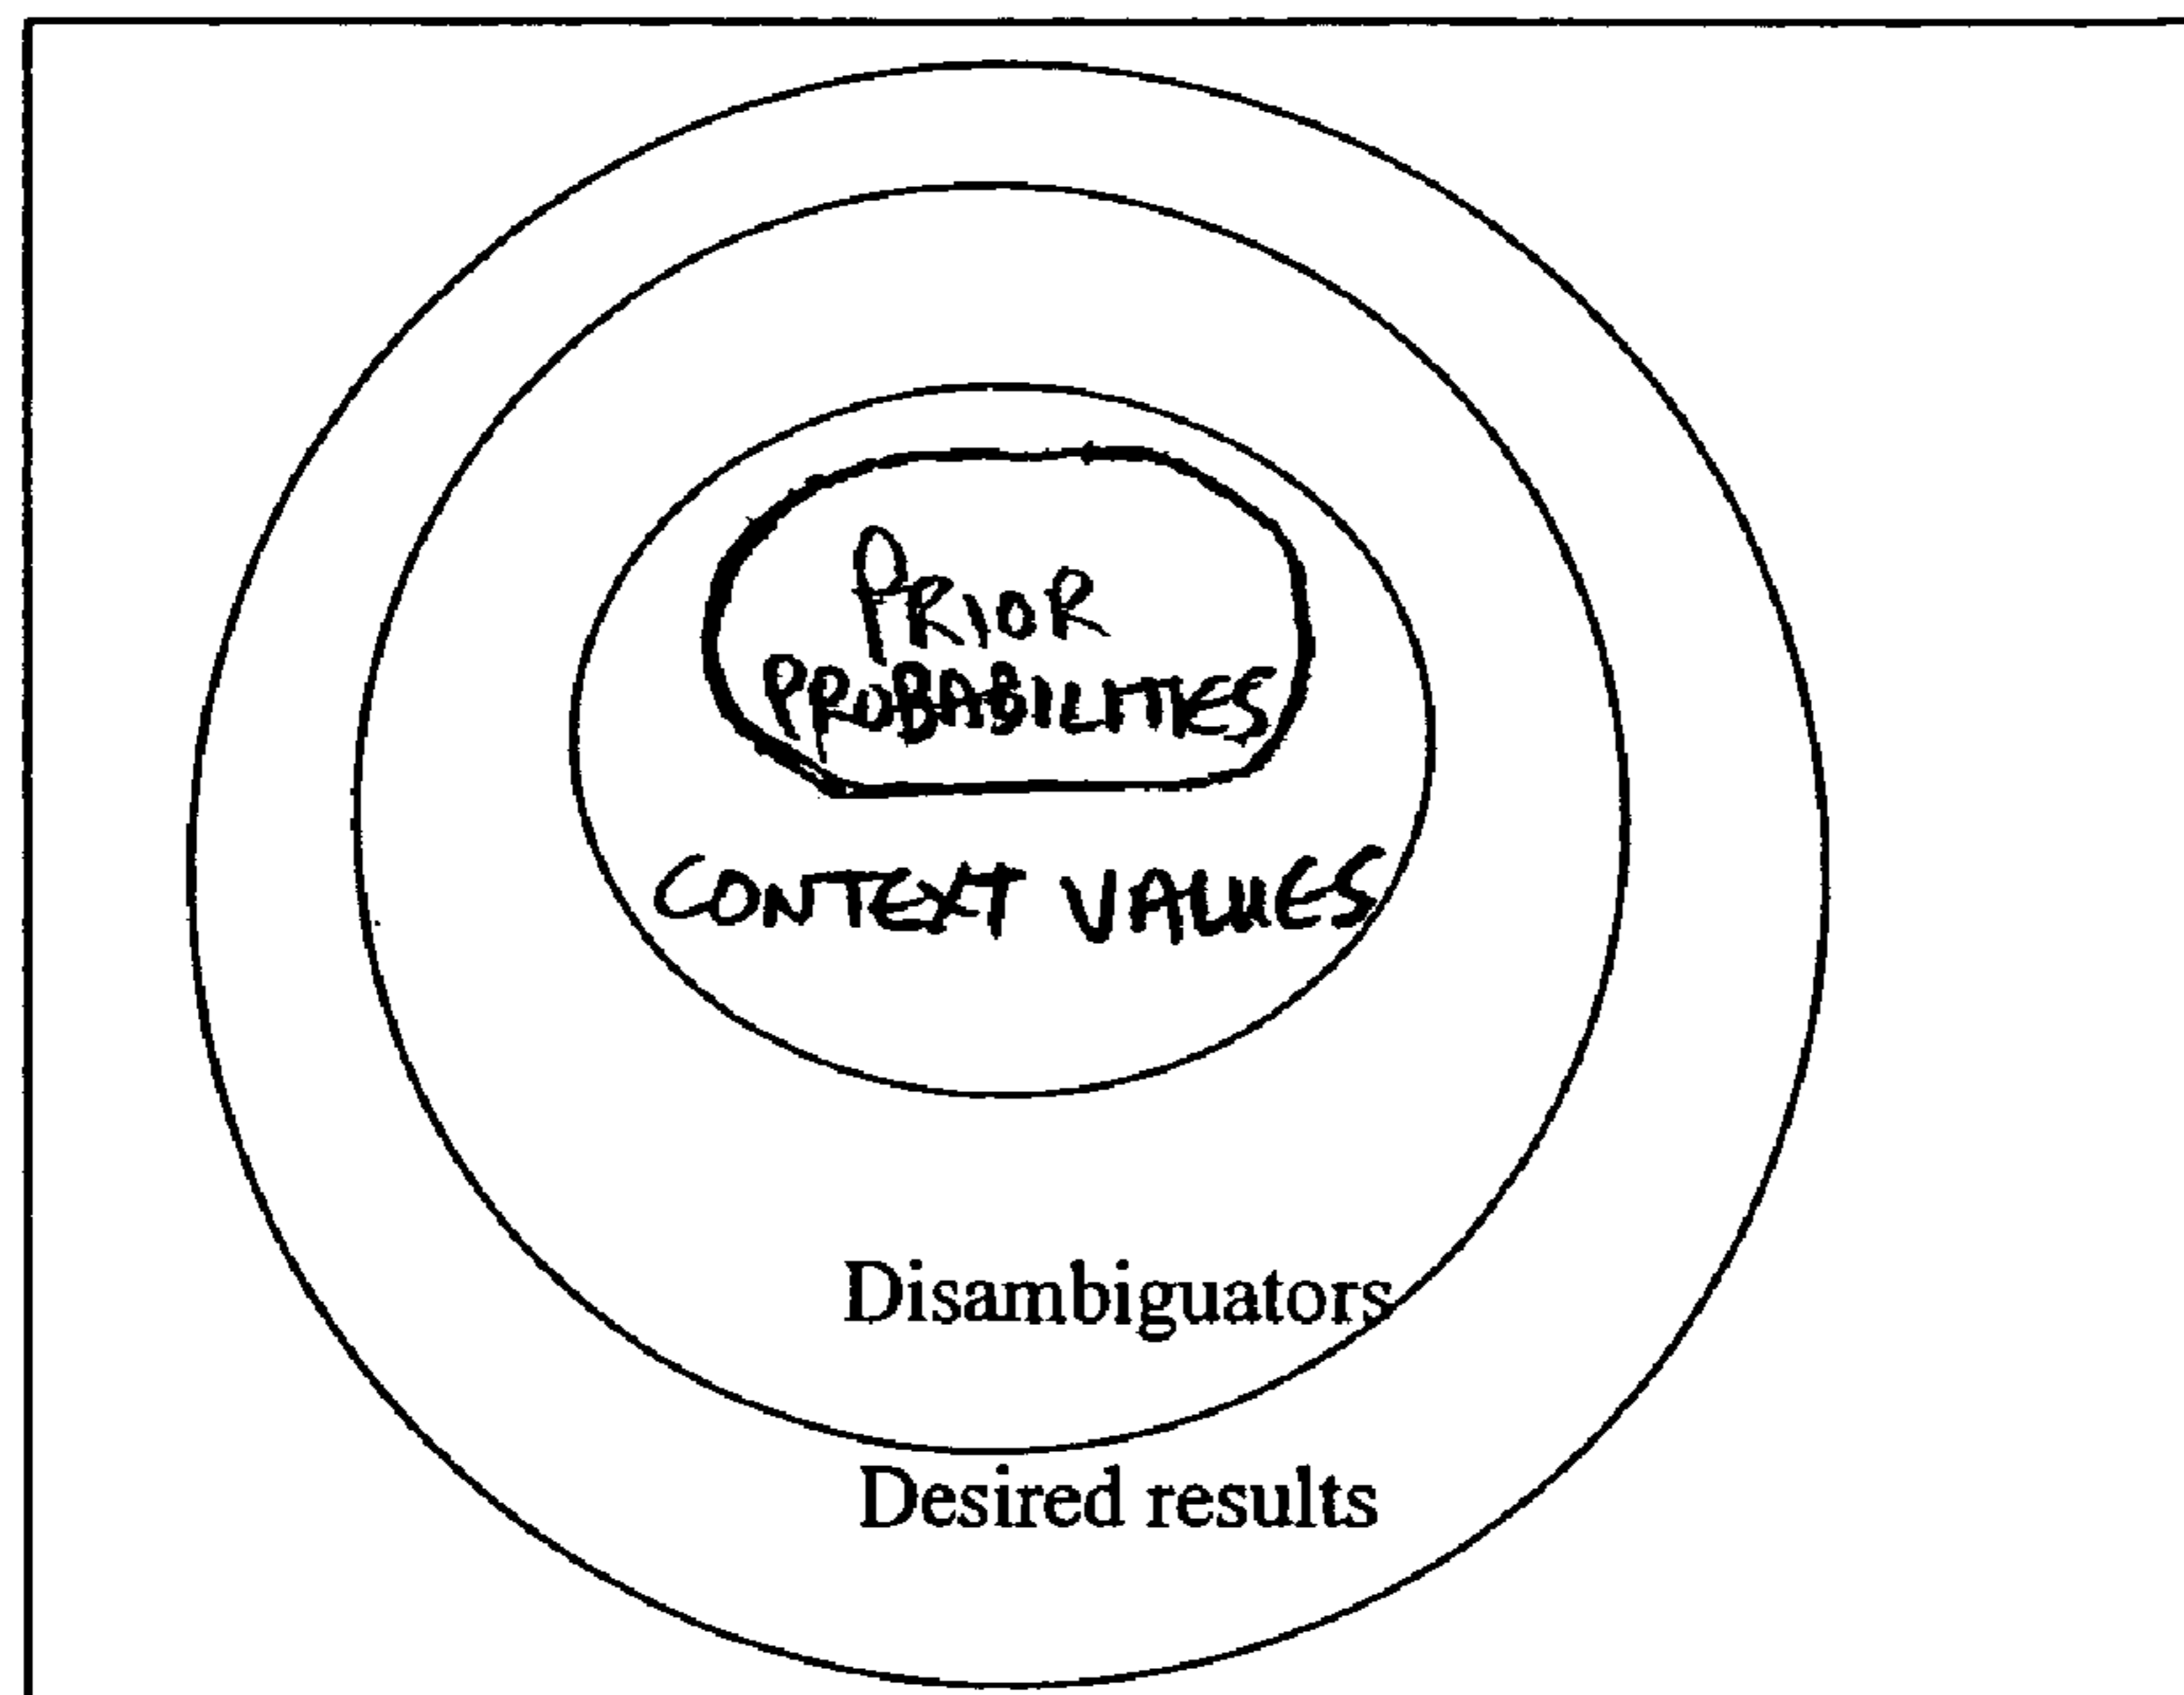 PRIOR
PROBABILITIES
CONTEXT VALUES
Disambiguators
Desired results